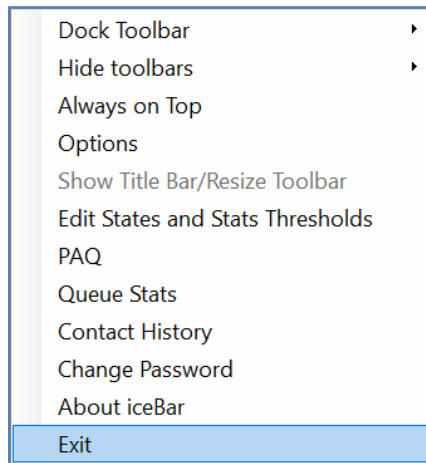 Dock Toolbar
Hide toolbars
Always on Top
Options
Show Title Bar/Resize Toolbar
Edit States and Stats Thresholds
PAQ
Queue Stats
Contact History
Change Password
About iceBar
Exit